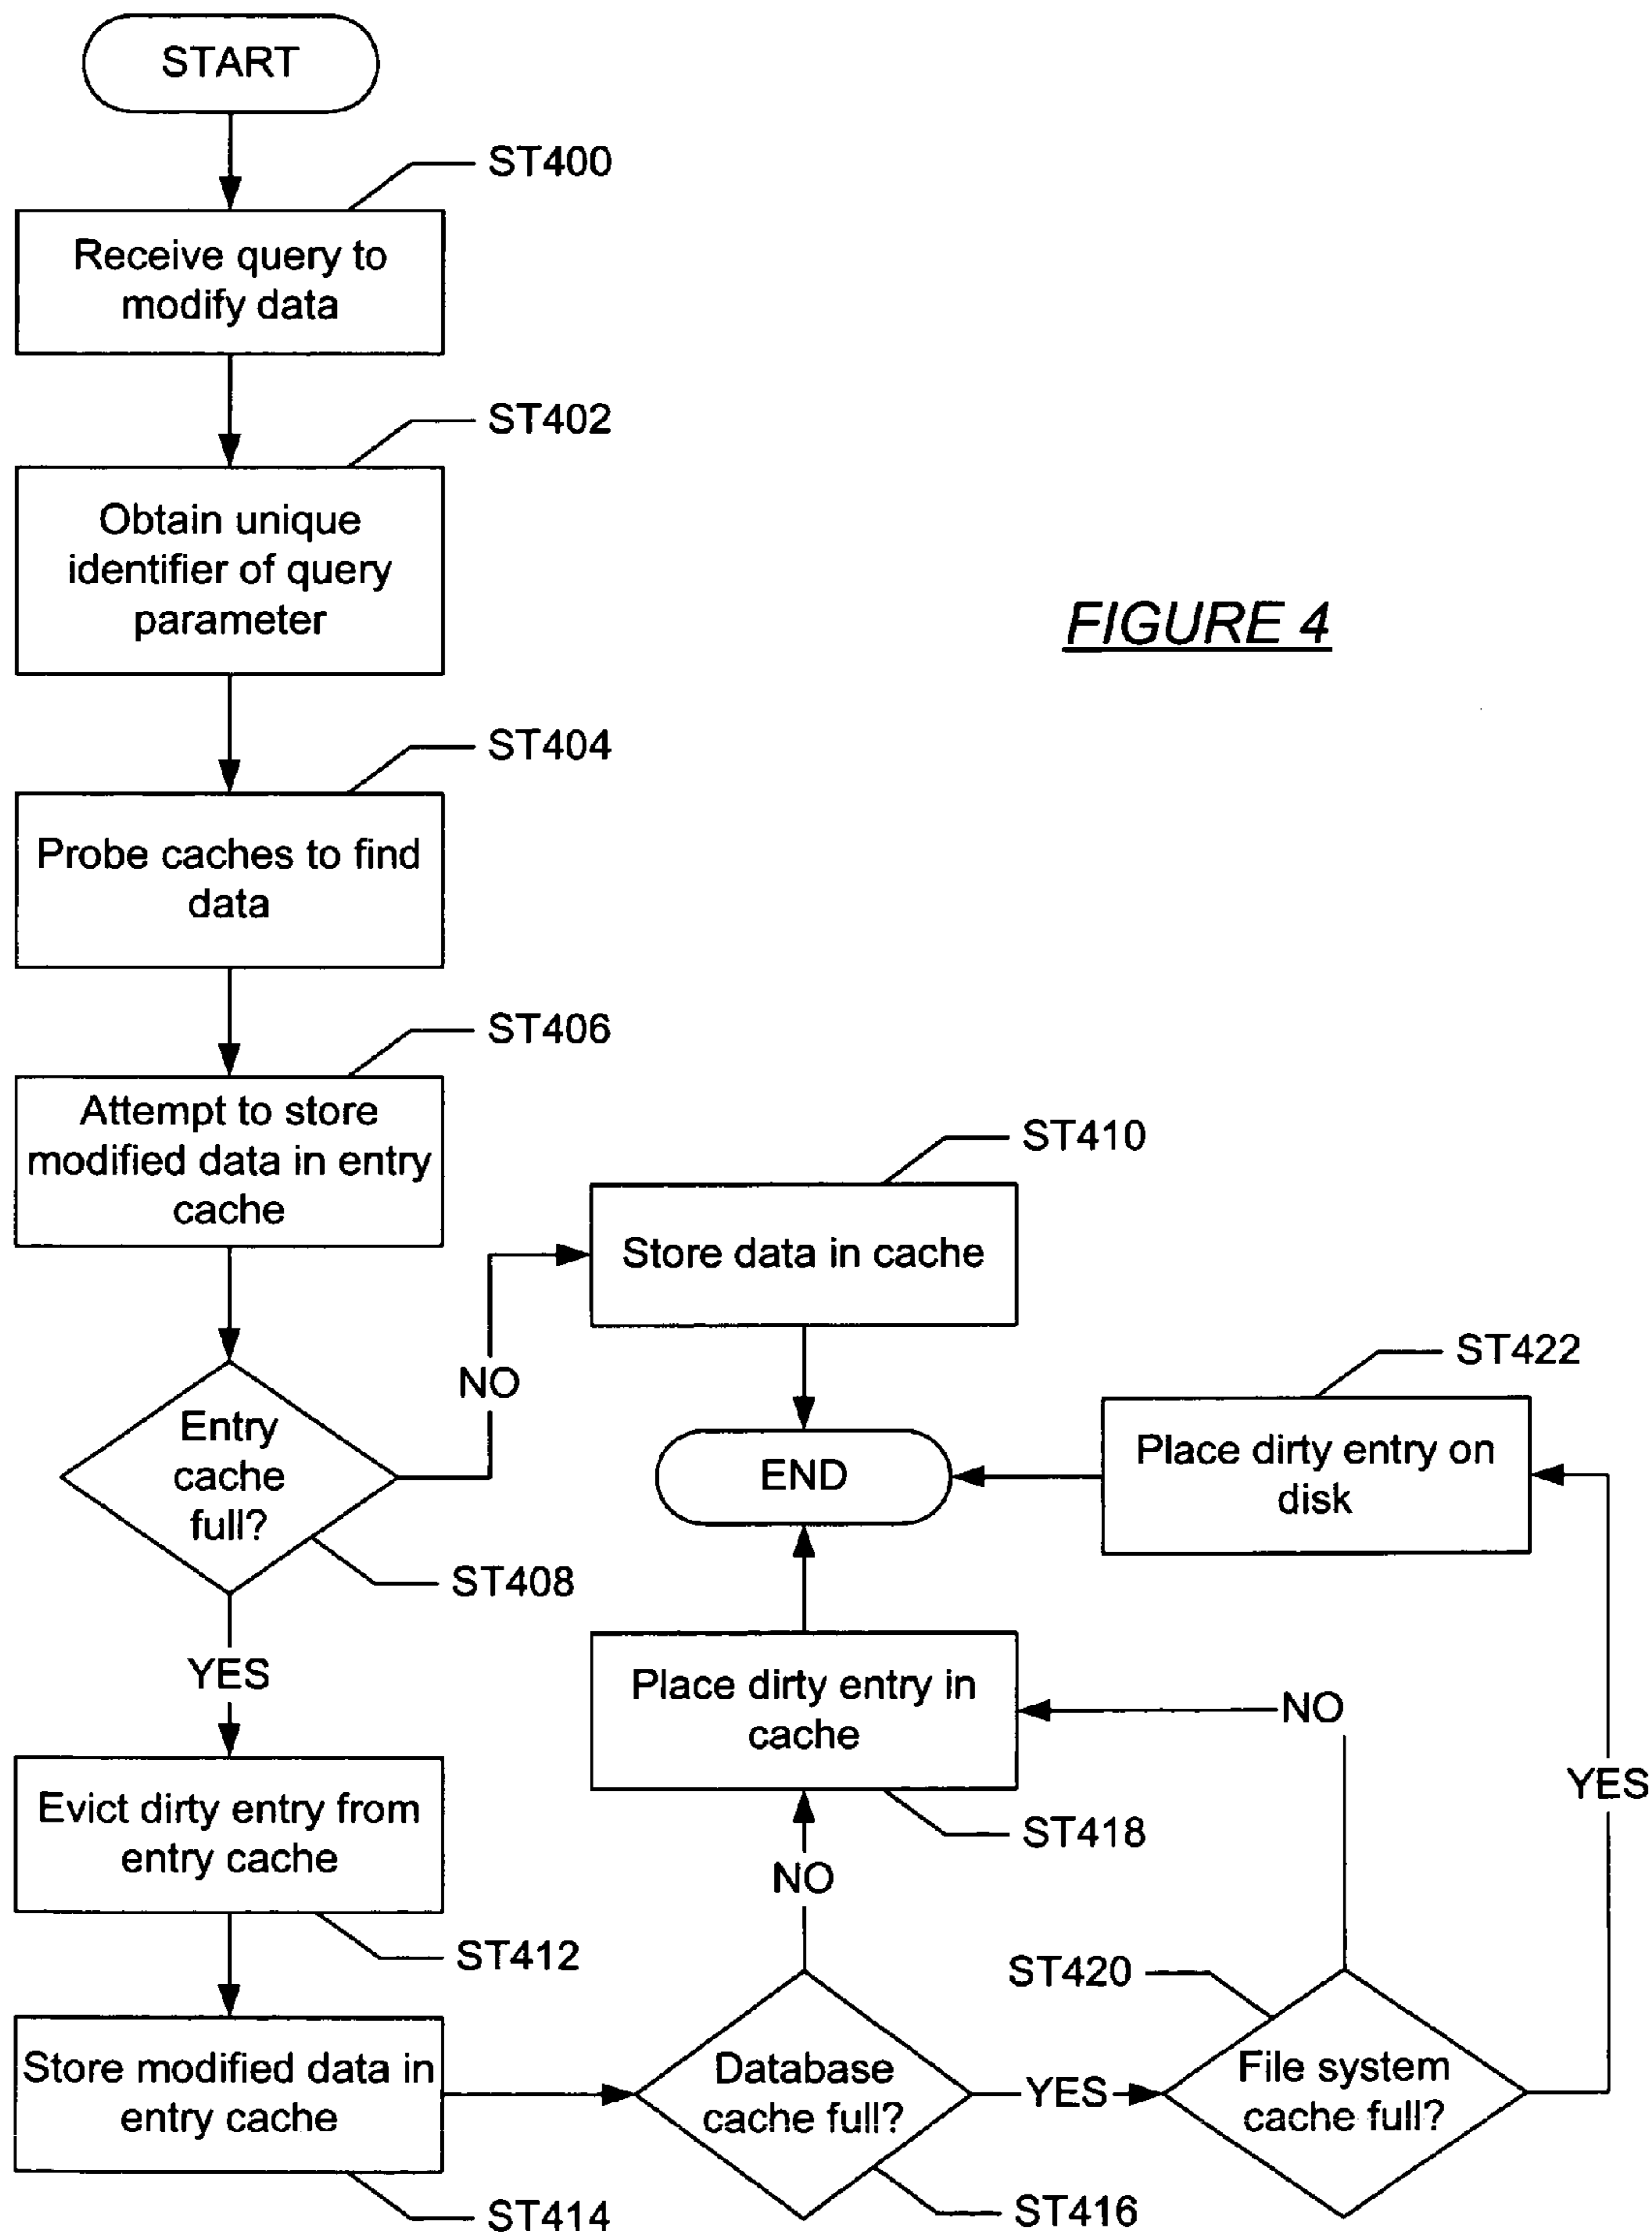 START
ST400
Receive query to
modify data
ST402
Obtain unique
identifier of query
parameter
FIGURE 4
ST404
Probe caches to find
data
ST406
Attempt to store
modified data in entry
cache
ST410
Store data in cache
NO
ST422
Entry
cache
full?
END
Place dirty entry on
disk
ST408
YES
Place dirty entry in
cache
NO
YES
Evict dirty entry from
entry cache
ST418
NO
ST412
ST420
Store modified data in
entry cache
Database
cache full?
YES
File system
cache full?
ST414
ST416